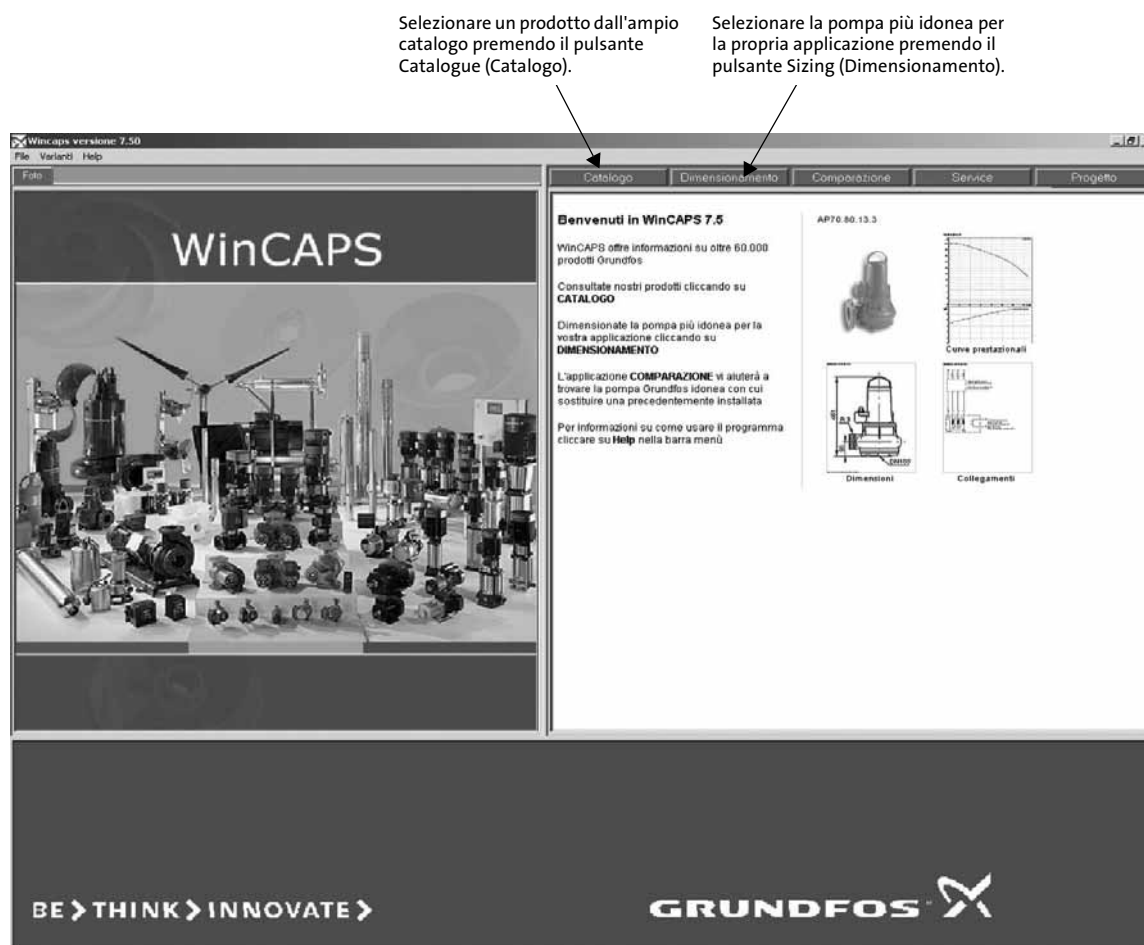 Selezionare un prodotto dall'ampio
catalogo premendo il pulsante
Catalogue (Catalogo).
Selezionare la pompa più idonea per
la propria applicazione premendo il
pulsante Sizing (Dimensionamento).
Wincaps versione 7.50
File Varianti Help
Foto
Catalogo Dimensionamento Comparazione Service Progetto
WinCAPS
Benvenuti in WinCAPS 7.5
WinCAPS offre informazioni su oltre 60.000
prodotti Grundfos
Consultate nostri prodotti cliccando su
CATALOGO
Dimensionate la pompa più idonea per la
vostra applicazione cliccando su
DIMENSIONAMENTO
L'applicazione COMPARAZIONE vi aiuterà a
trovare la pompa Grundfos idonea con cui
sostituire una precedentemente installata
Per informazioni su come usare il programma
cliccare su Help nella barra menù
AP70.80.13.3
Curve prestazionali
Dimensioni
Collegamenti
BE>THINK>INNOVATE>
GRUNDFOS